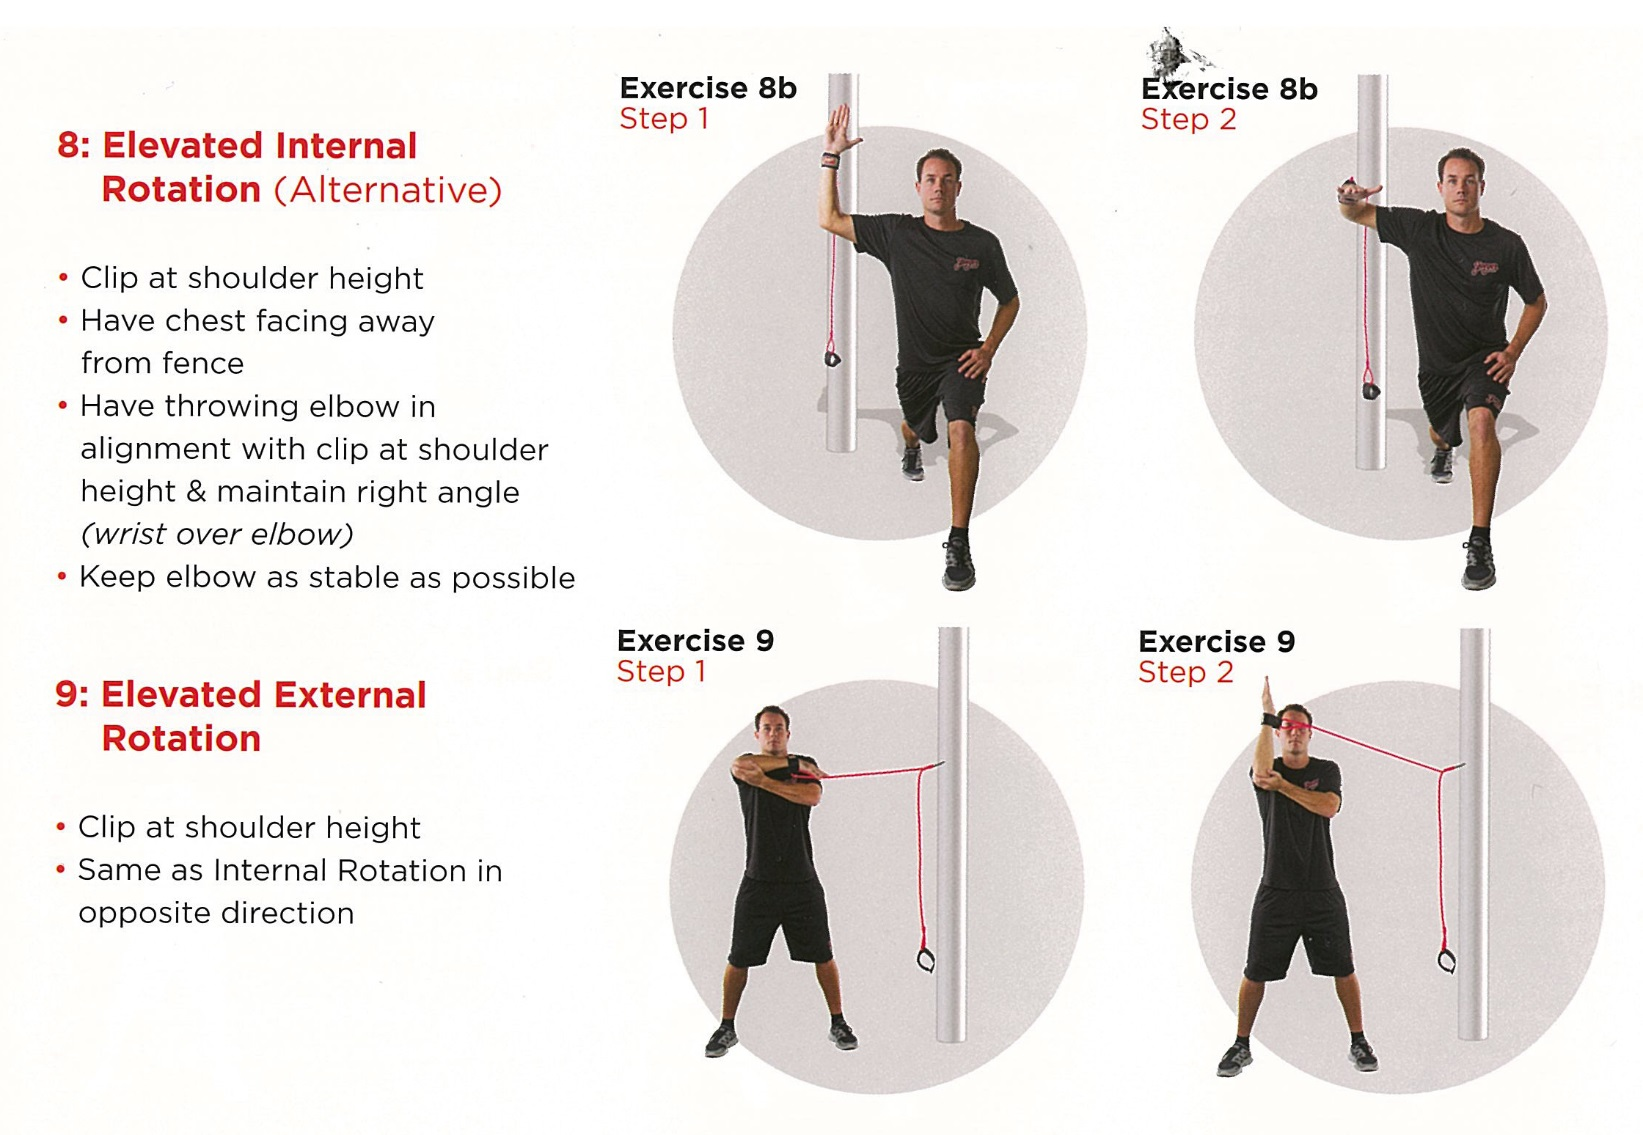 8: Elevated Internal
Rotation (Alternative)
• Clip at shoulder height
• Have chest facing away
from fence
• Have throwing elbow in
alignment with clip at shoulder
height & maintain right angle
(wrist over elbow)
• Keep elbow as stable as possible
Exercise 8b
Step 1
Exercise 8b
Step 2
9: Elevated External
Rotation
• Clip at shoulder height
• Same as Internal Rotation in
opposite direction
Exercise 9
Step 1
Exercise 9
Step 2